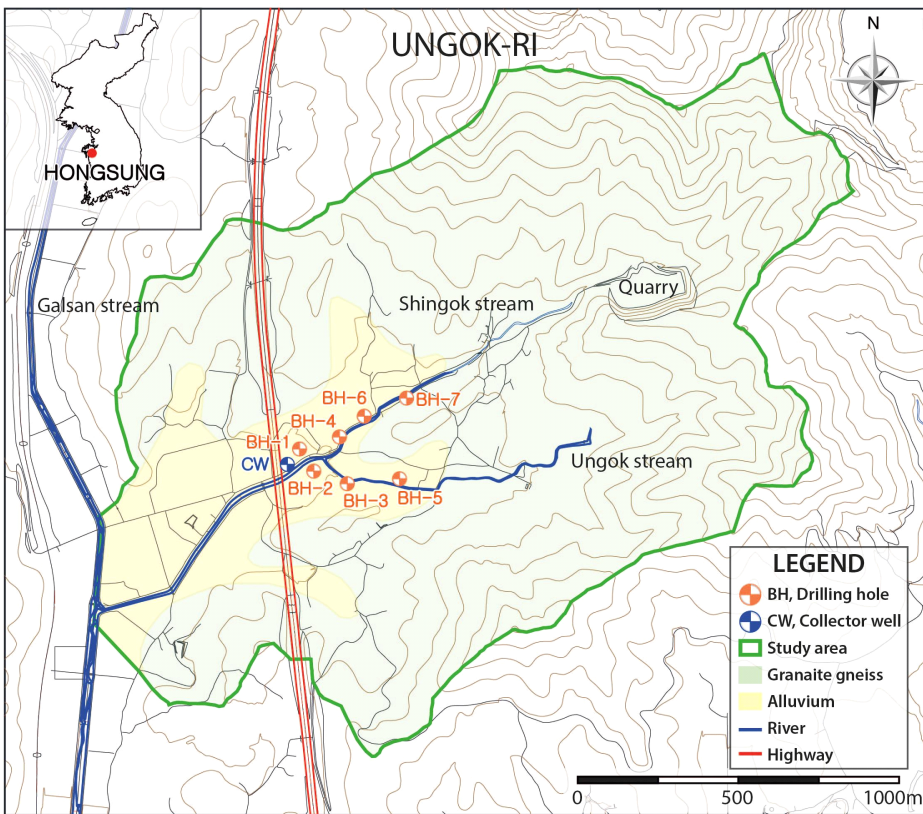 UNGOK-RI
N
HONGSUNG
Galsan stream
Shingok stream
Quarry
BH-6
BH-7
BH-4
BH-1
CW
Ungok stream
BH-2
BH-3
BH-5
LEGEND
BH, Drilling hole
CW, Collector well
Study area
Granaite gneiss
Alluvium
River
Highway
0 500 1000m